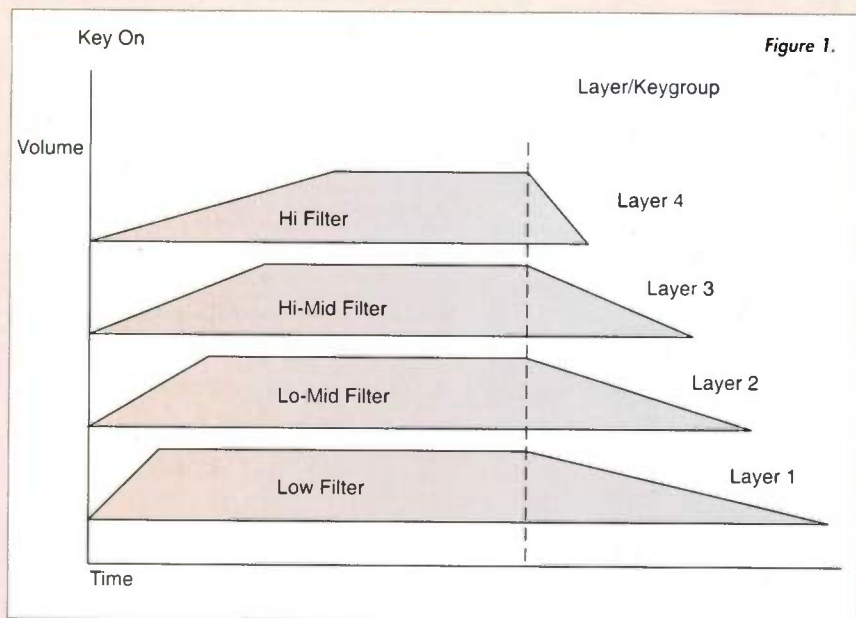 Key On
Figure 1.
Layer/Keygroup
Volume
Hi Filter
Layer 4
Hi-Mid Filter
Layer 3
Lo-Mid Filter
Layer 2
Low Filter
Layer 1
Time